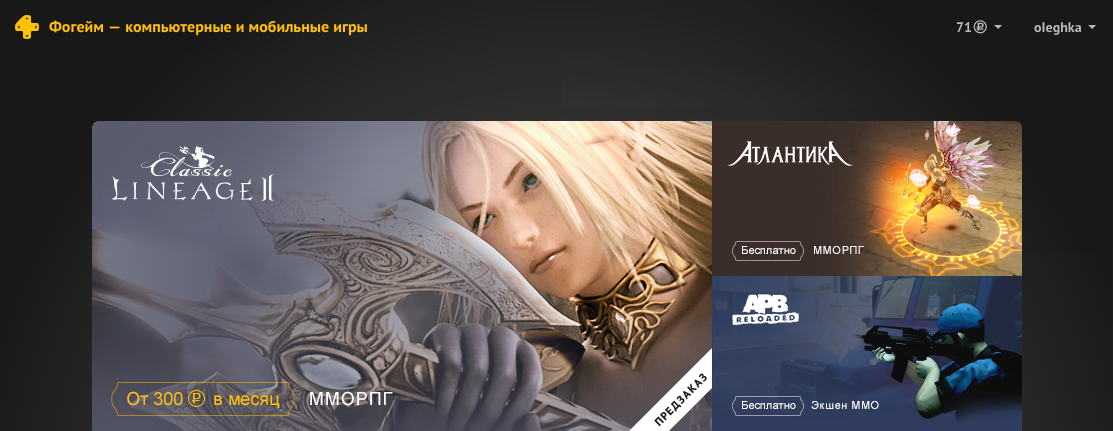 Фогейм — компьютерные и мобильные игры
71₽
oleghka
Classic
LINEAGE II
От 300 ₽ в месяц
ММОРПГ
ПРЕДЗАКАЗ
АТЛАНТИКА
Бесплатно
ММОРПГ
APB
RELOADED
Бесплатно
Экшен ММО